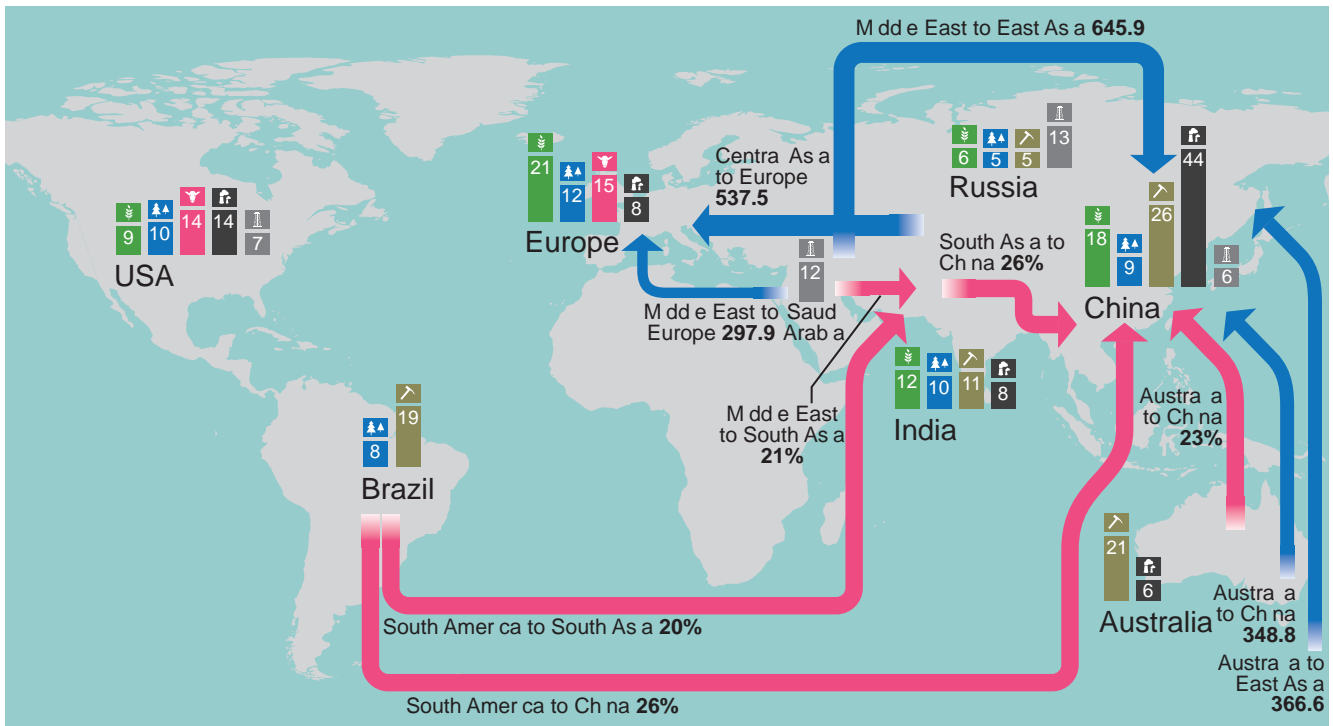 M dd e East to East As a 645.9
Centra As a
to Europe
537.5
6
5
5
13
Russia
21
12
15
8
Europe
9
10
14
14
7
USA
12
South As a to
Ch na 26%
18
9
26
44
6
China
M dd e East to Saud
Europe 297.9 Arab a
12
10
11
8
India
M dd e East
to South As a
21%
Austra a
to Ch na
23%
8
19
Brazil
21
6
Australia
Austra a
to Ch na
348.8
South Amer ca to South As a 20%
Austra a to
East As a
366.6
South Amer ca to Ch na 26%